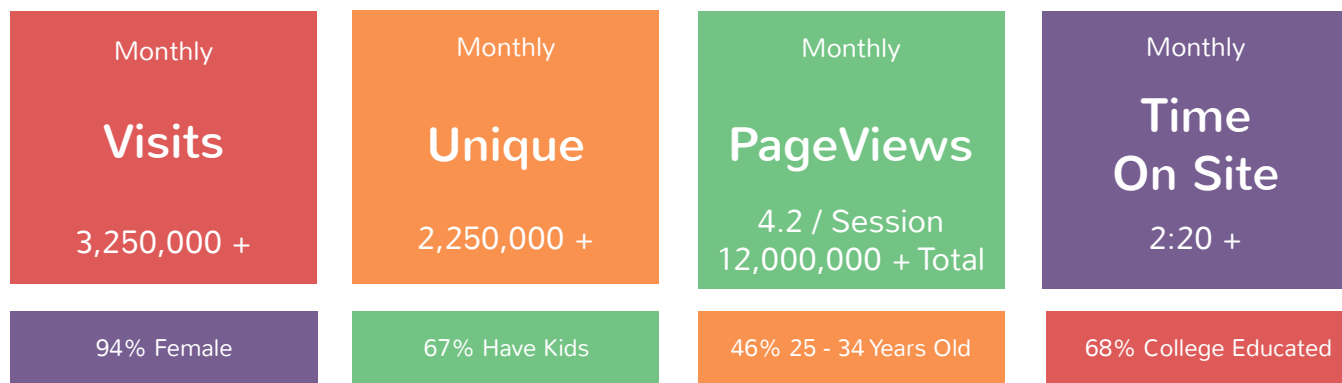 Monthly
Visits
3,250,000 +
Monthly
Unique
2,250,000 +
Monthly
PageViews
4.2 / Session
12,000,000 + Total
Monthly
Time
On Site
2:20 +
94% Female
67% Have Kids
46% 25 - 34 Years Old
68% College Educated